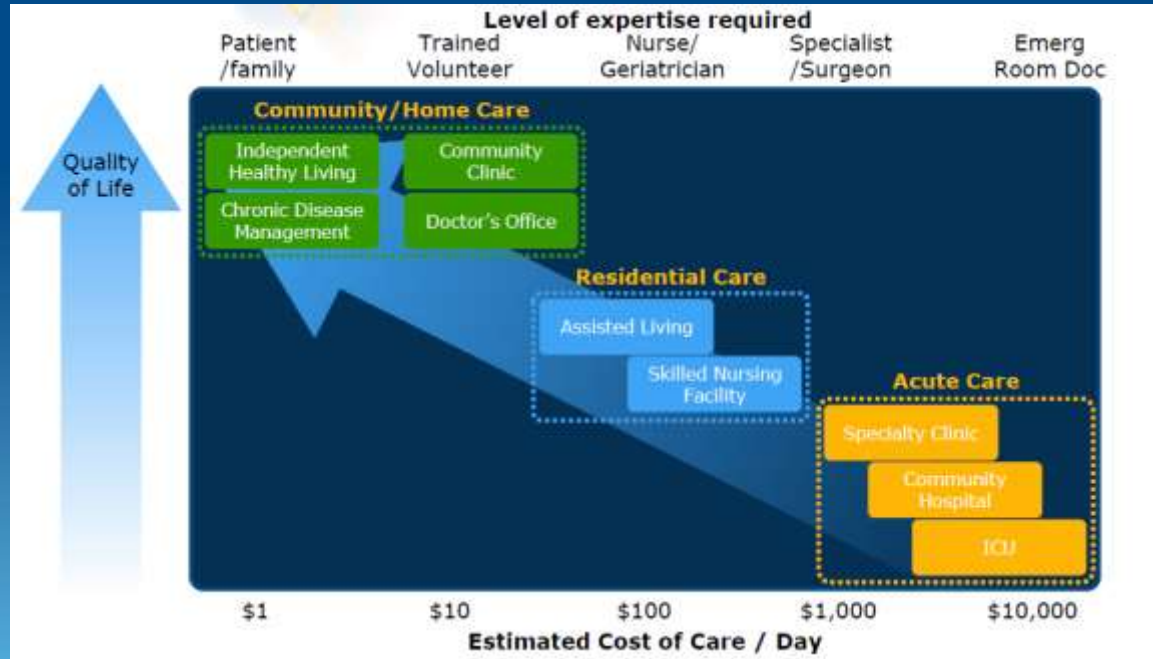 Level of expertise required
Patient
/family
Trained
Volunteer
Nurse/
Geriatrician
Specialist
/Surgeon
Emerg
Room Doc
Quality
of Life
Community/Home Care
Independent
Healthy Living
Community
Clinic
Chronic Disease
Management
Doctor's Office
Residential Care
Assisted Living
Skilled Nursing
Facility
Acute Care
Specialty Clinic
Community
Hospital
ICU
$1
$10
$100
$1,000
$10,000
Estimated Cost of Care / Day